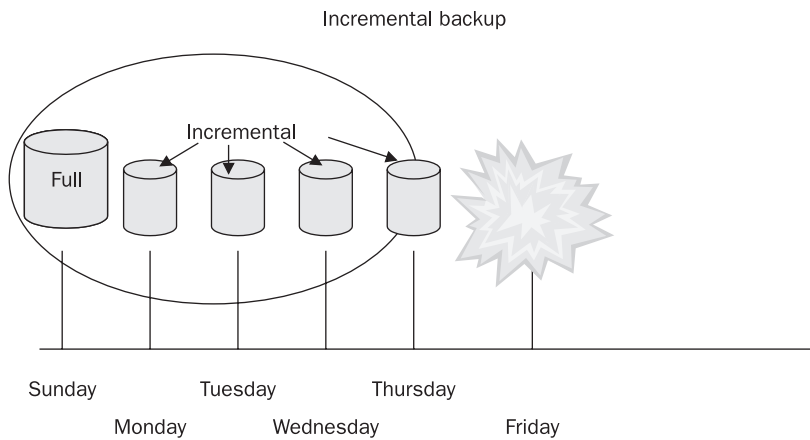 Incremental backup
Incremental
Full
Sunday
Tuesday
Thursday
Monday
Wednesday
Friday